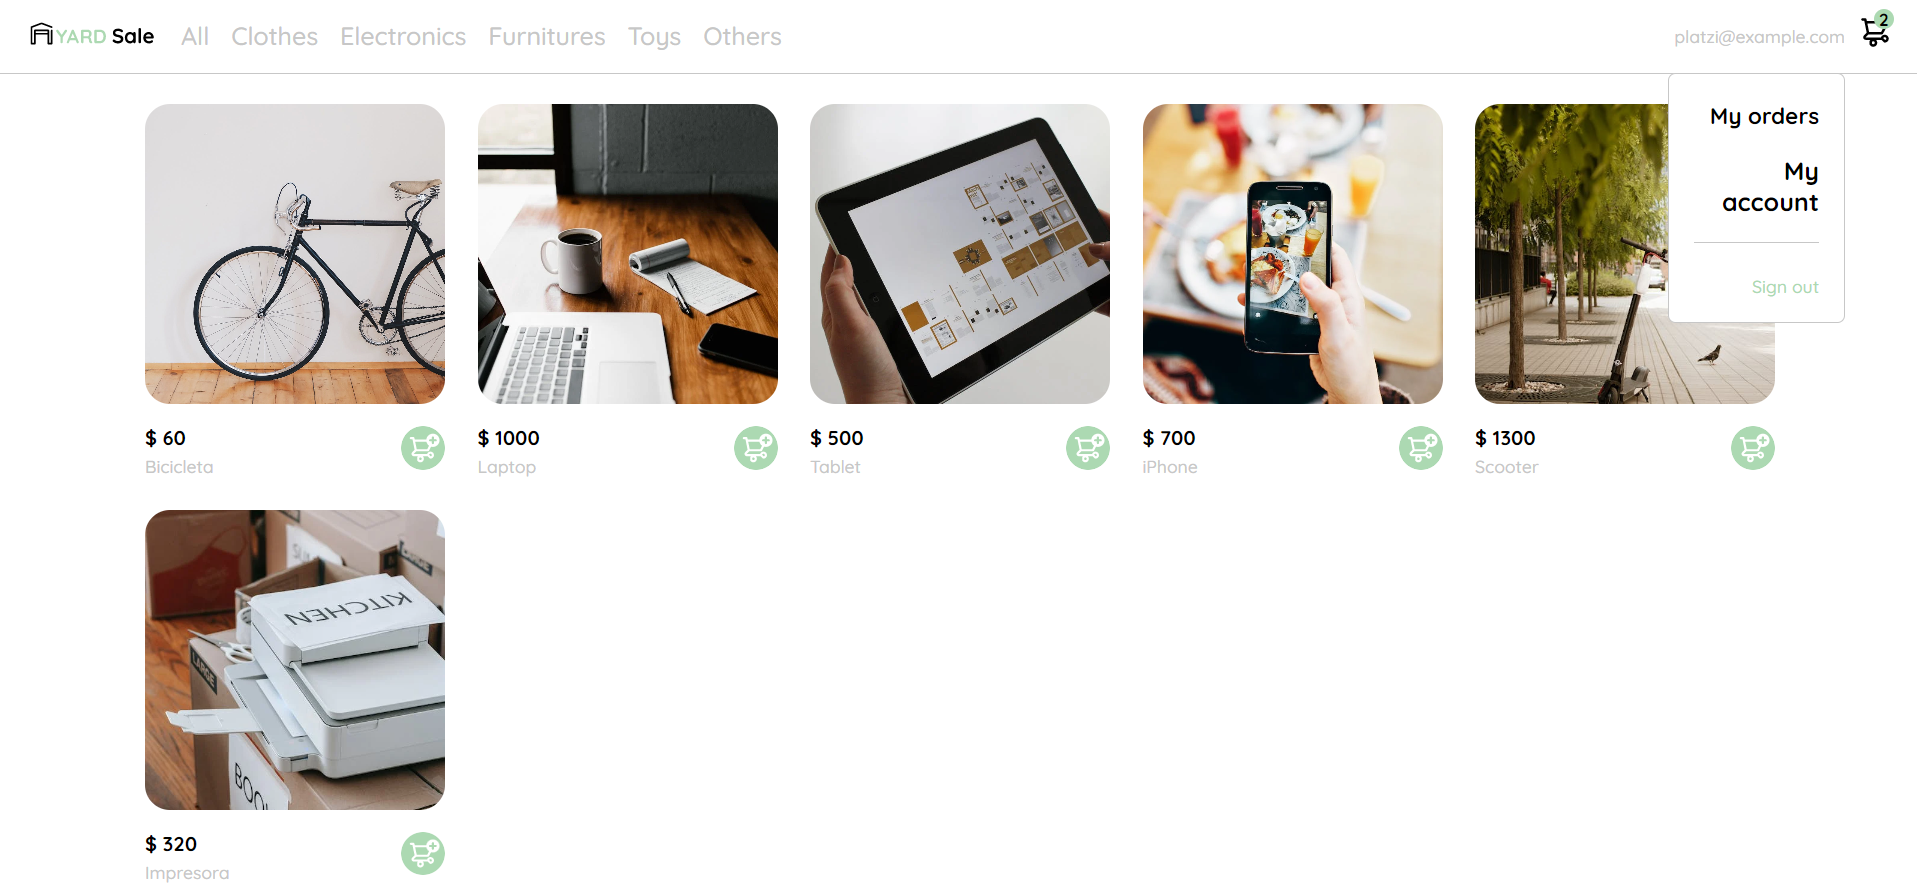 YARD Sale All Clothes Electronics Furnitures Toys Others platzi@example.com 2
My orders
My
account
Sign out
$ 60 $ 1000 $ 500 $ 700 $ 1300
Bicicleta Laptop Tablet iPhone Scooter
KITCHEN
LARGE
$ 320
Impresora